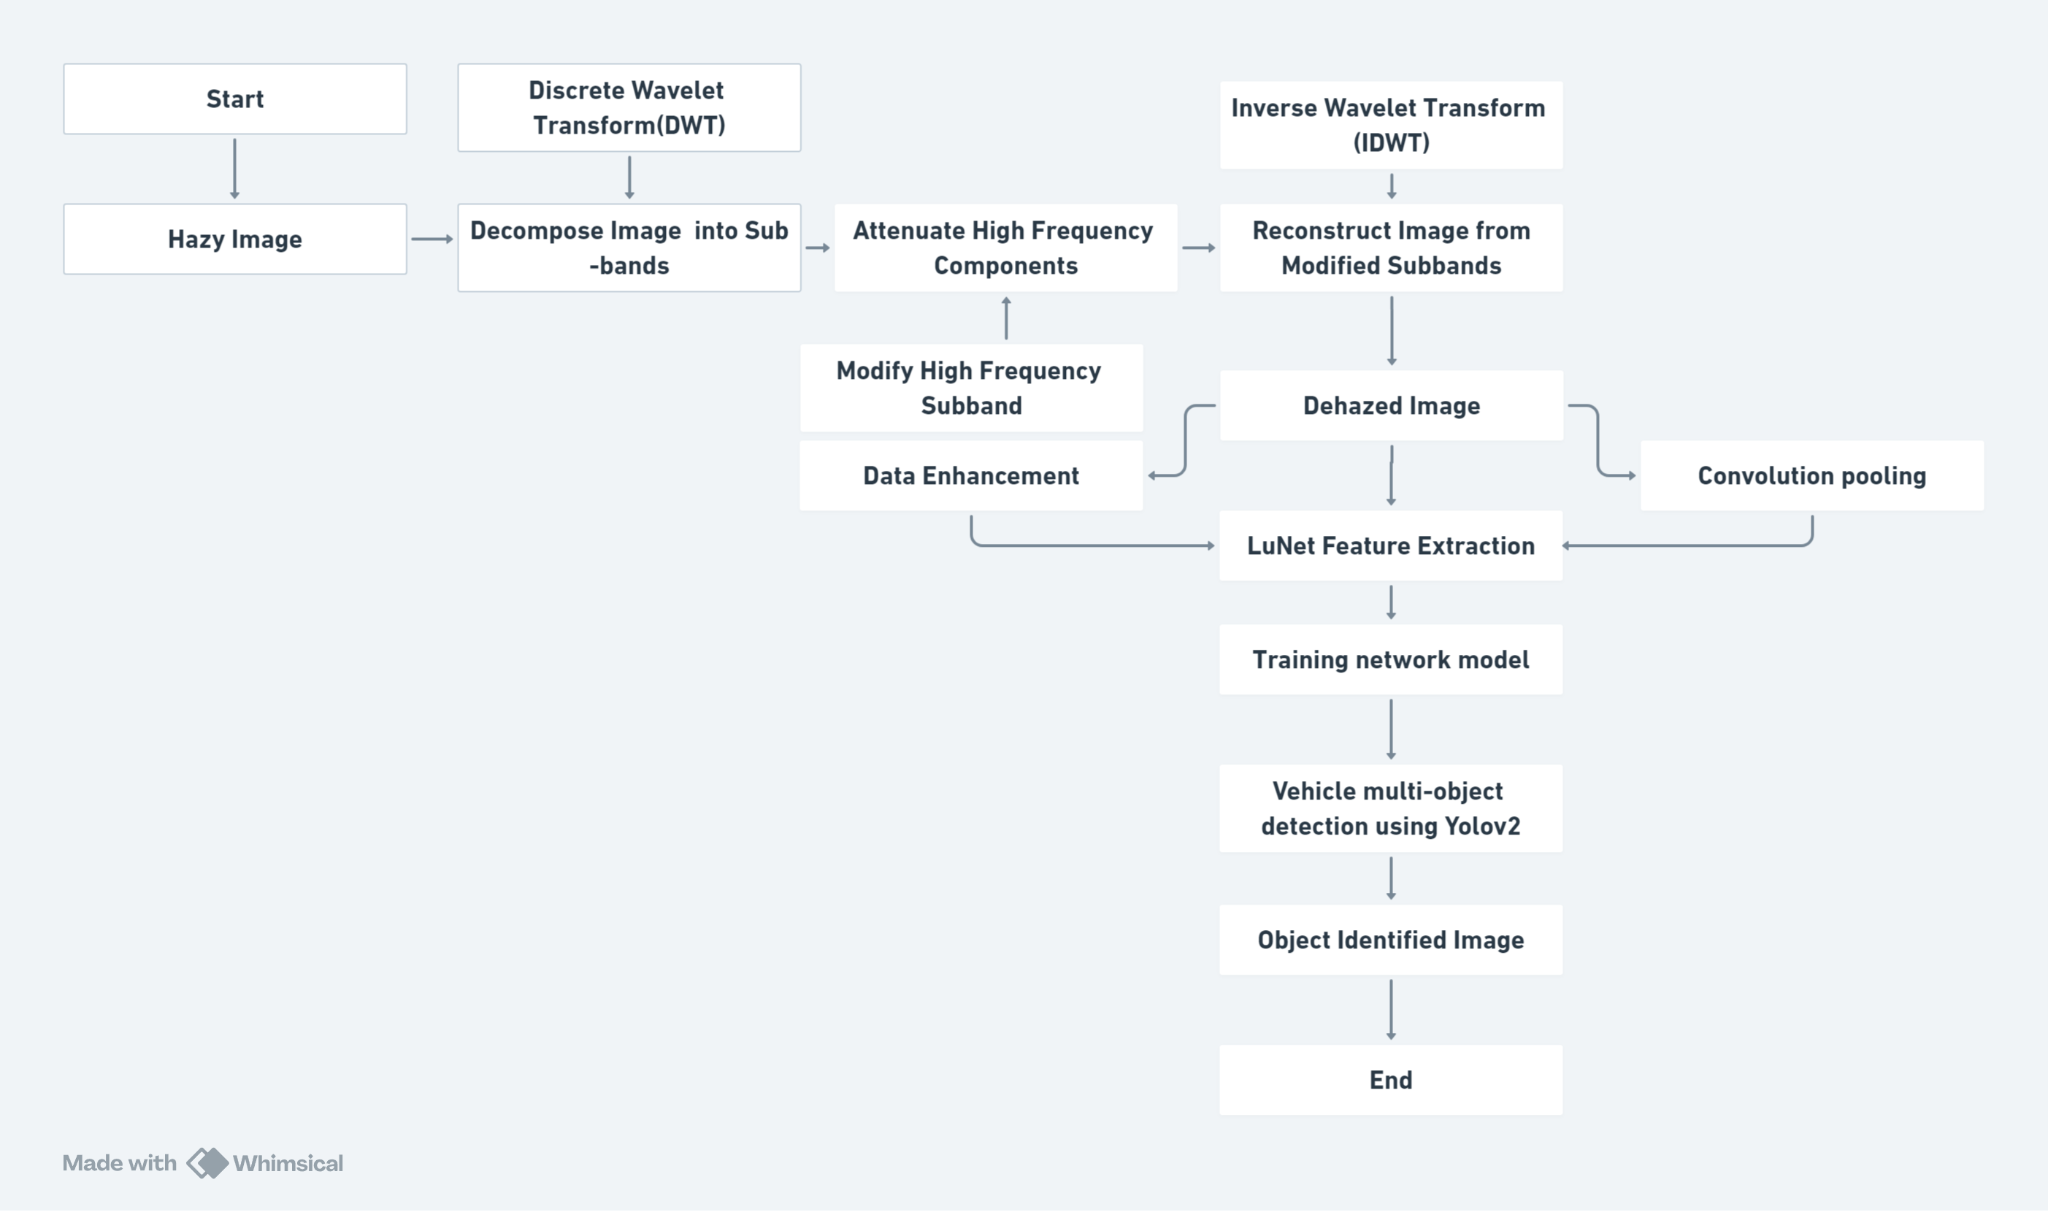 Start
Discrete Wavelet
Transform(DWT)
Inverse Wavelet Transform
(IDWT)
Hazy Image
Decompose Image  into Sub
-bands
Attenuate High Frequency
Components
Reconstruct Image from
Modified Subbands
Modify High Frequency
Subband
Dehazed Image
Data Enhancement
Convolution pooling
LuNet Feature Extraction
Training network model
Vehicle multi-object
detection using Yolov2
Object Identified Image
End
Made with Whimsical